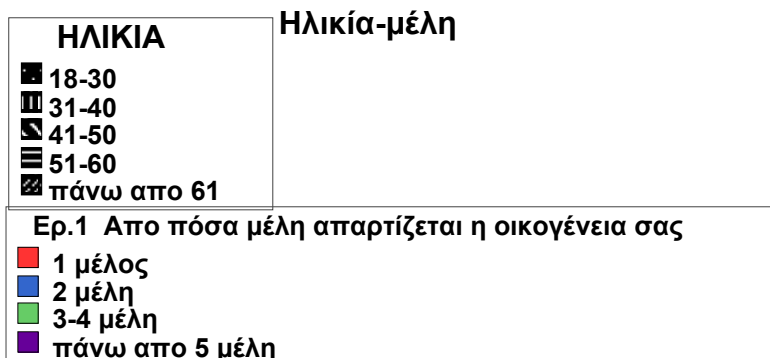 Ηλικία-μέλη
ΗΛΙΚΙΑ
18-30
31-40
41-50
51-60
πάνω απο 61
Ερ.1 Απο πόσα μέλη απαρτίζεται η οικογένεια σας
1 μέλος
2 μέλη
3-4 μέλη
πάνω απο 5 μέλη